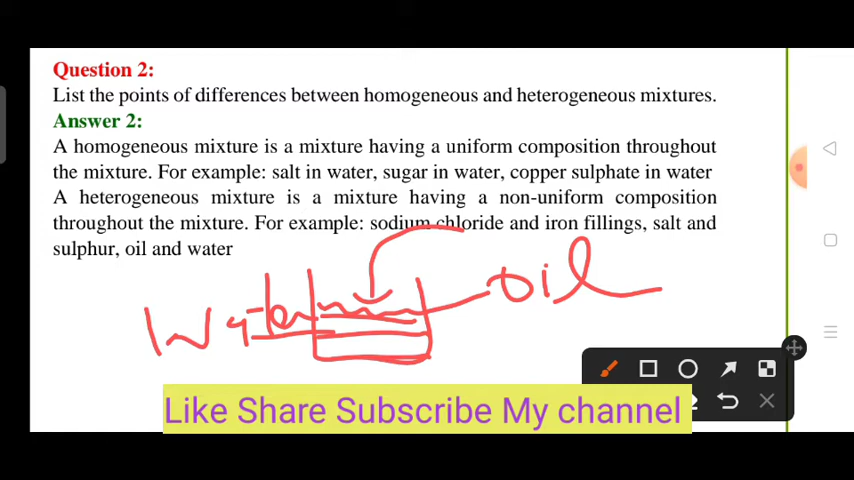 Question 2:
List the points of differences between homogeneous and heterogeneous mixtures.
Answer 2:
A homogeneous mixture is a mixture having a uniform composition throughout
the mixture. For example: salt in water, sugar in water, copper sulphate in water
A heterogeneous mixture is a mixture having a non-uniform composition
throughout the mixture. For example: sodium chloride and iron fillings, salt and
sulphur, oil and water
Water
oil
Like Share Subscribe My channel